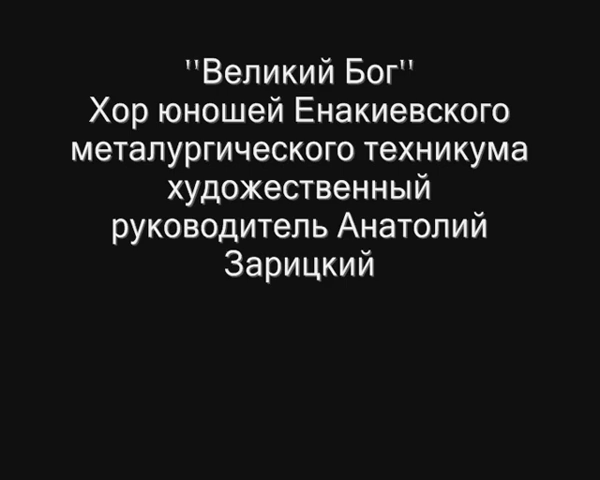 "Великий Бог"
Хор юношей Енакиевского
металургического техникума
художественный
руководитель Анатолий
Зарицкий